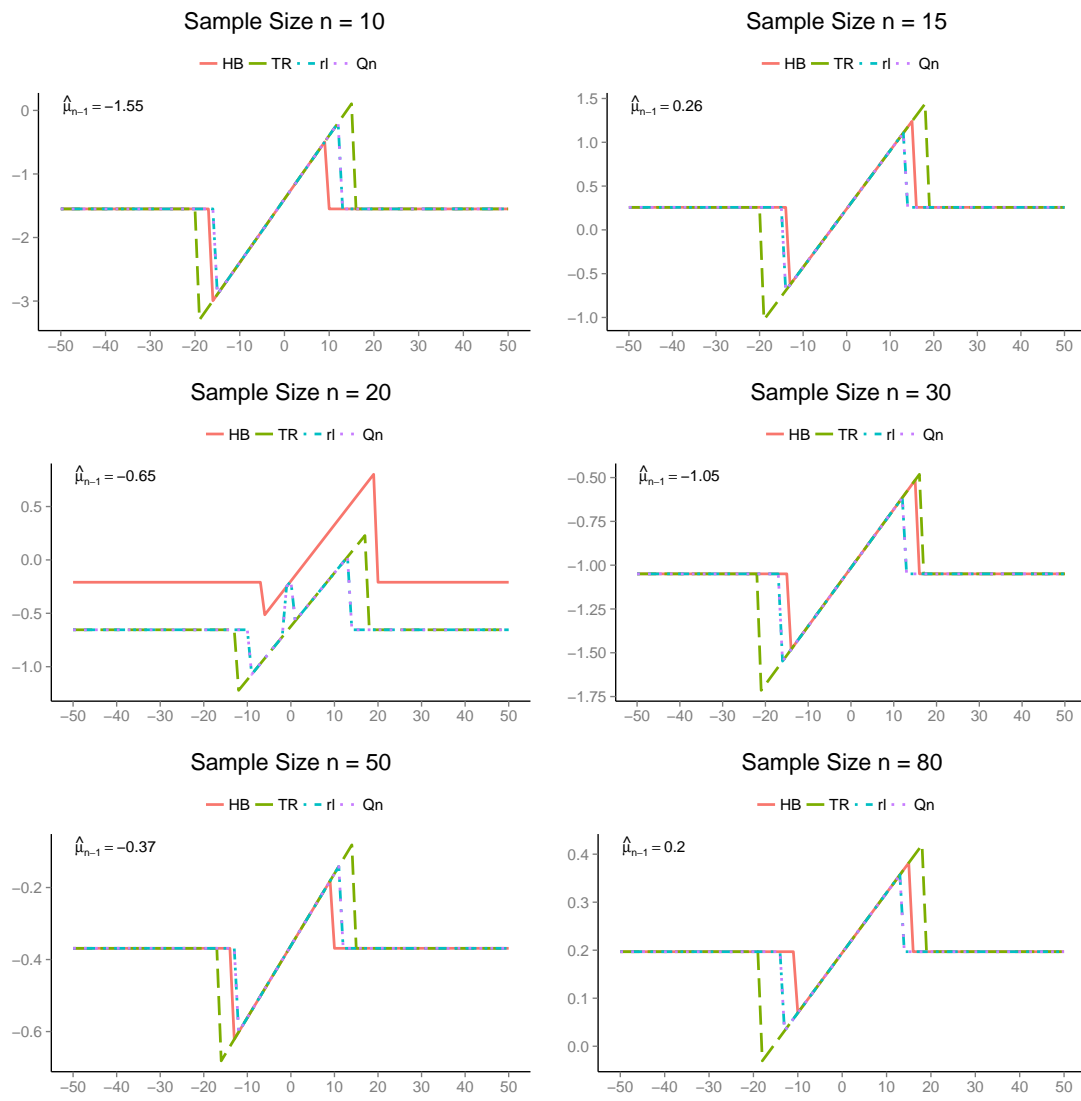 Sample Size n = 10
HB TR rl Qn
μ̂n−1 = −1.55
0
−1
−2
−3
−50 −40 −30 −20 −10 0 10 20 30 40 50
Sample Size n = 15
HB TR rl Qn
μ̂n−1 = 0.26
1.5
1.0
0.5
0.0
−0.5
−1.0
−50 −40 −30 −20 −10 0 10 20 30 40 50
Sample Size n = 20
HB TR rl Qn
μ̂n−1 = −0.65
0.5
0.0
−0.5
−1.0
−50 −40 −30 −20 −10 0 10 20 30 40 50
Sample Size n = 30
HB TR rl Qn
μ̂n−1 = −1.05
−0.50
−0.75
−1.00
−1.25
−1.50
−1.75
−50 −40 −30 −20 −10 0 10 20 30 40 50
Sample Size n = 50
HB TR rl Qn
μ̂n−1 = −0.37
−0.2
−0.4
−0.6
−50 −40 −30 −20 −10 0 10 20 30 40 50
Sample Size n = 80
HB TR rl Qn
μ̂n−1 = 0.2
0.4
0.3
0.2
0.1
0.0
−50 −40 −30 −20 −10 0 10 20 30 40 50